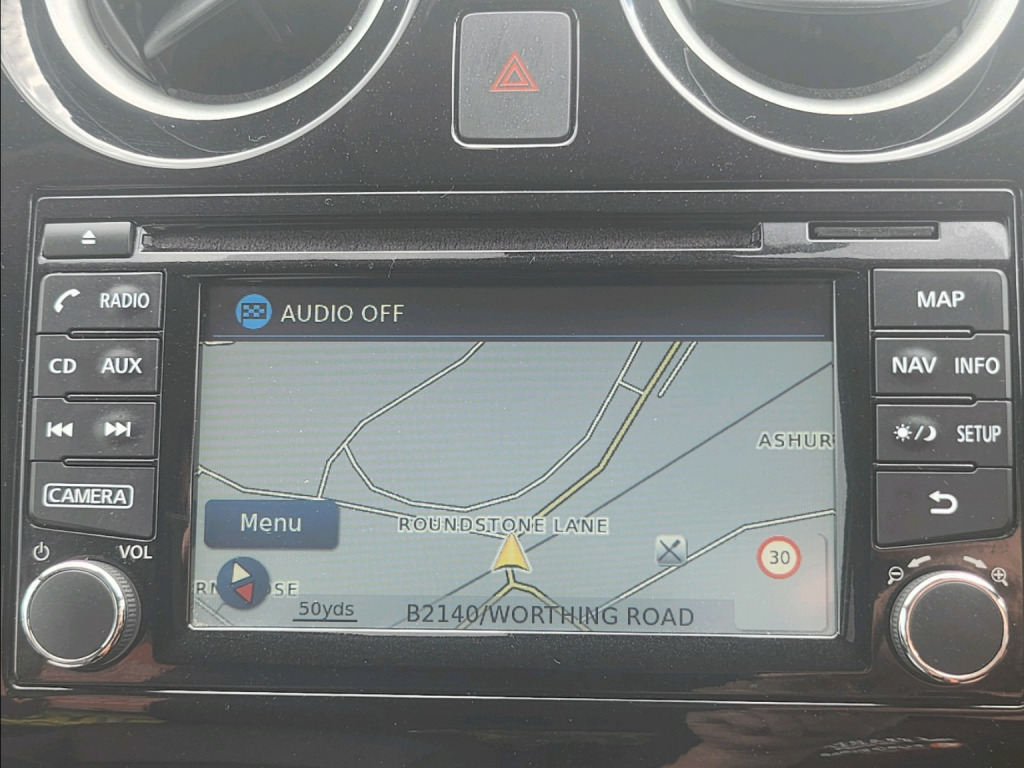 RADIO
CD AUX
CAMERA
VOL
AUDIO OFF
ASHUR
ROUNDSTONE LANE
Menu
30
SE
50yds
B2140/WORTHING ROAD
MAP
NAV INFO
SETUP